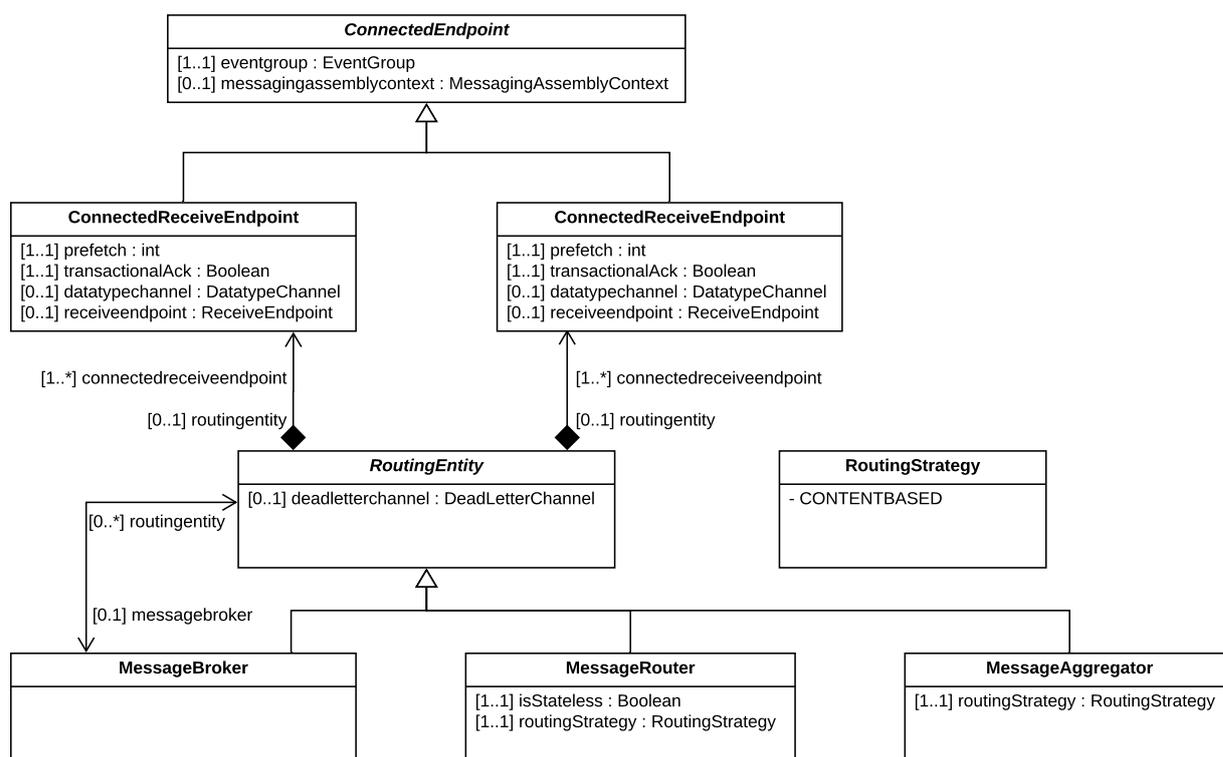 ConnectedEndpoint
[1..1] eventgroup : EventGroup
[0..1] messagingassemblycontext : MessagingAssemblyContext
ConnectedReceiveEndpoint
[1..1] prefetch : int
[1..1] transactionalAck : Boolean
[0..1] datatypechannel : DatatypeChannel
[0..1] receiveendpoint : ReceiveEndpoint
ConnectedReceiveEndpoint
[1..1] prefetch : int
[1..1] transactionalAck : Boolean
[0..1] datatypechannel : DatatypeChannel
[0..1] receiveendpoint : ReceiveEndpoint
[1..*] connectedreceiveendpoint
[0..1] routingentity
[1..*] connectedreceiveendpoint
[0..1] routingentity
RoutingEntity
[0..1] deadletterchannel : DeadLetterChannel
RoutingStrategy
- CONTENTBASED
[0..*] routingentity
[0.1] messagebroker
MessageBroker
MessageRouter
[1..1] isStateless : Boolean
[1..1] routingStrategy : RoutingStrategy
MessageAggregator
[1..1] routingStrategy : RoutingStrategy